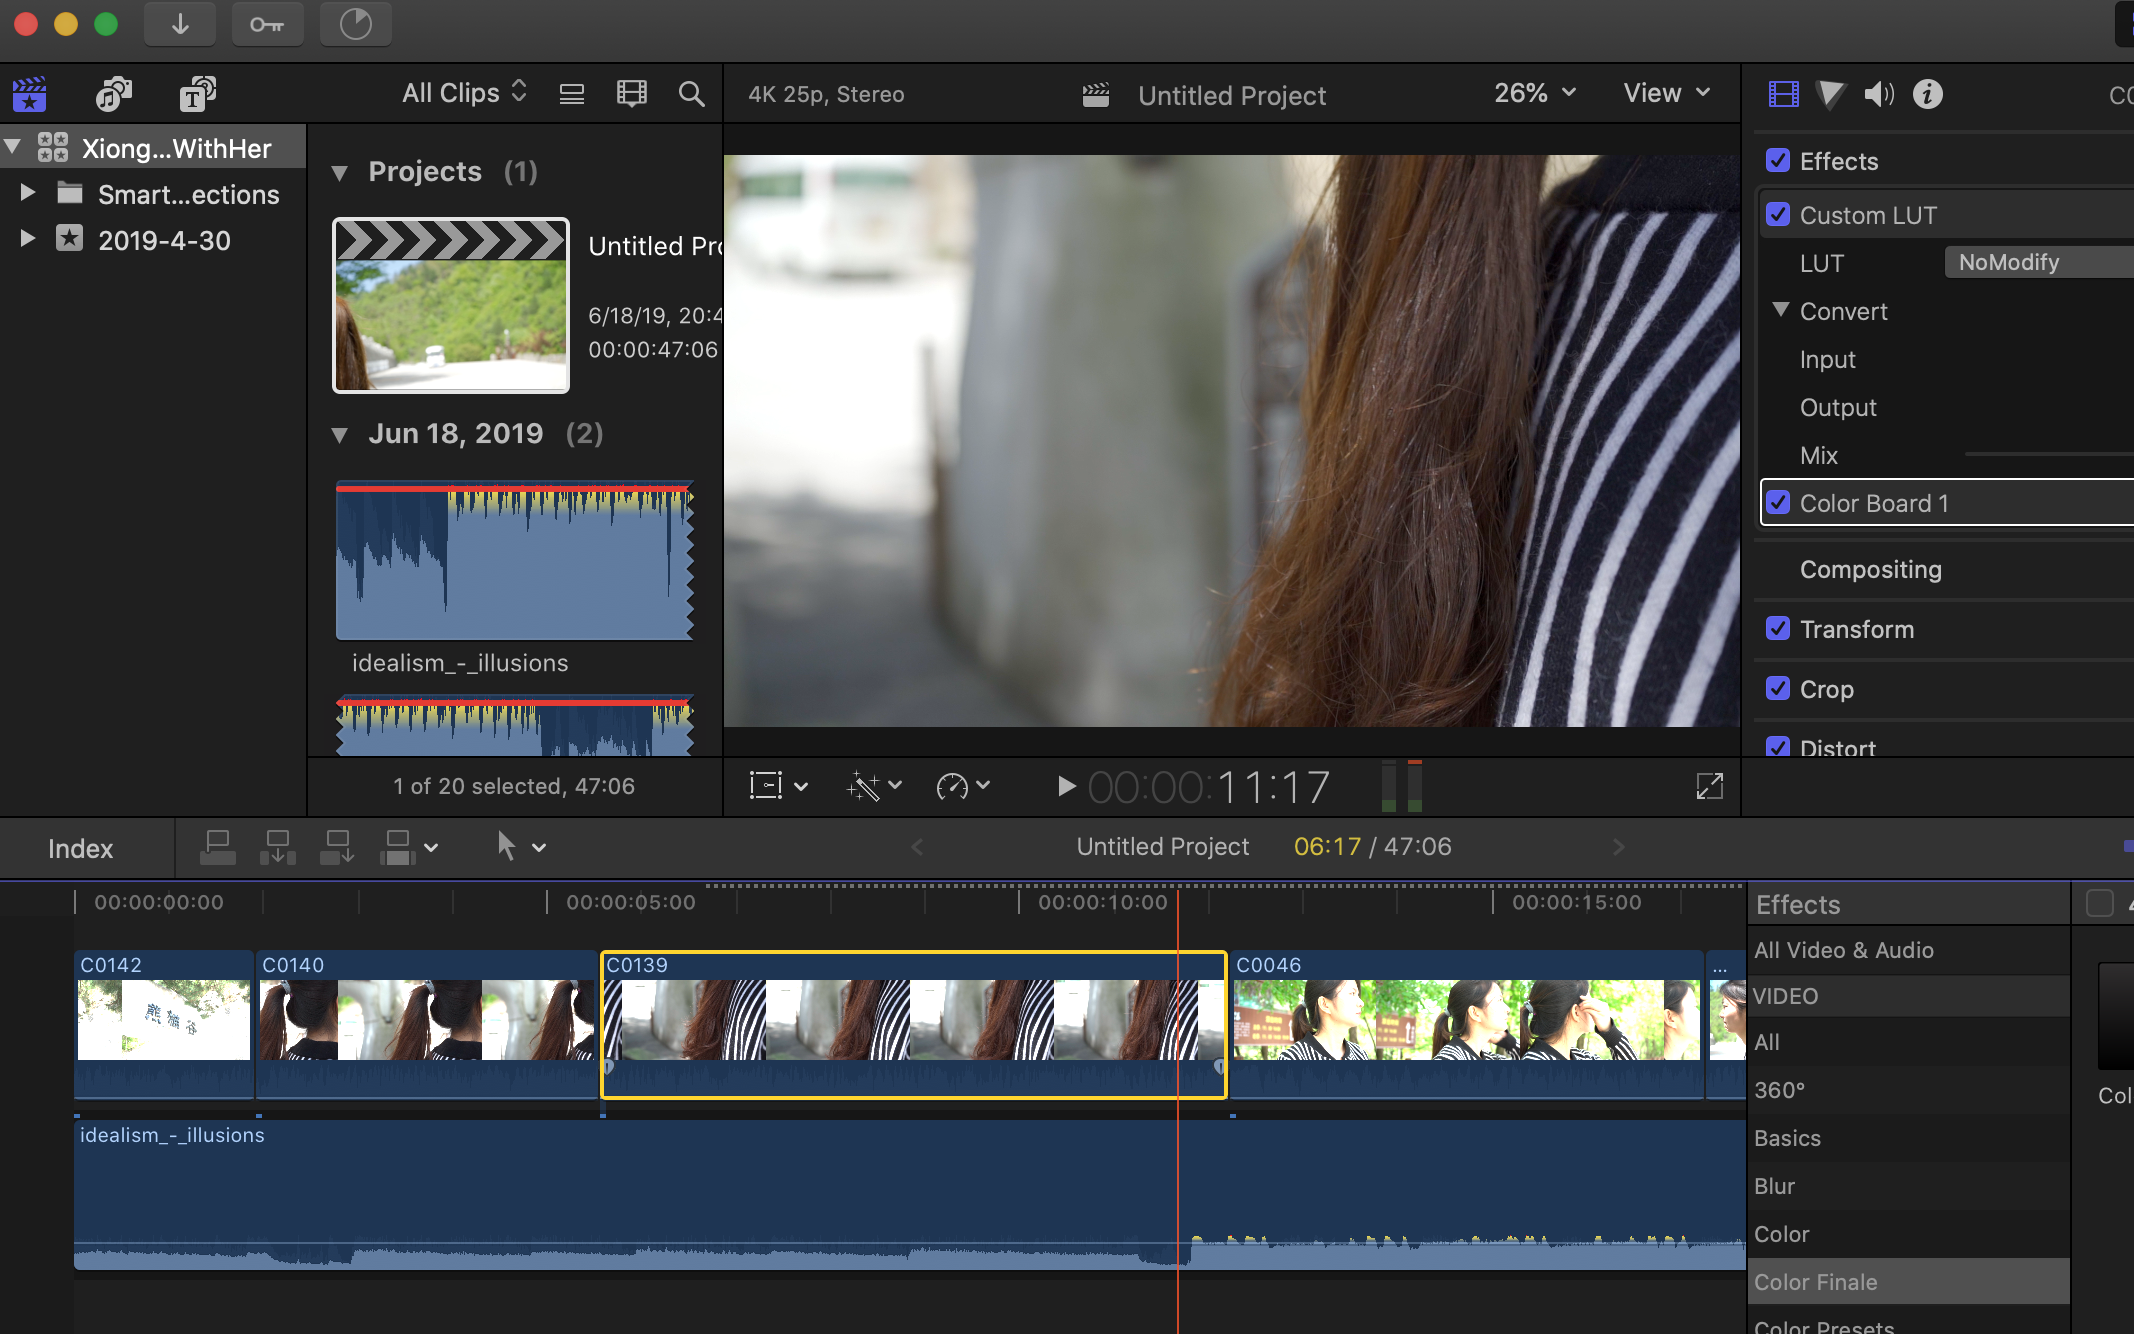 All Clips
4K 25p, Stereo
Untitled Project
26%
View
Xiong...WithHer
Smart...ections
2019-4-30
Projects (1)
Untitled Pro
6/18/19, 20:4
00:00:47:06
Jun 18, 2019 (2)
idealism_-_illusions
1 of 20 selected, 47:06
00:00:11:17
Effects
Custom LUT
LUT NoModify
Convert
Input
Output
Mix
Color Board 1
Compositing
Transform
Crop
Distort
Index
Untitled Project 06:17 / 47:06
00:00:00:00 00:00:05:00 00:00:10:00 00:00:15:00
C0142 C0140 C0139 C0046 ...
熊猫谷
idealism_-_illusions
Effects
All Video & Audio
VIDEO
All
360°
Basics
Blur
Color
Color Finale
Color Presets
Col